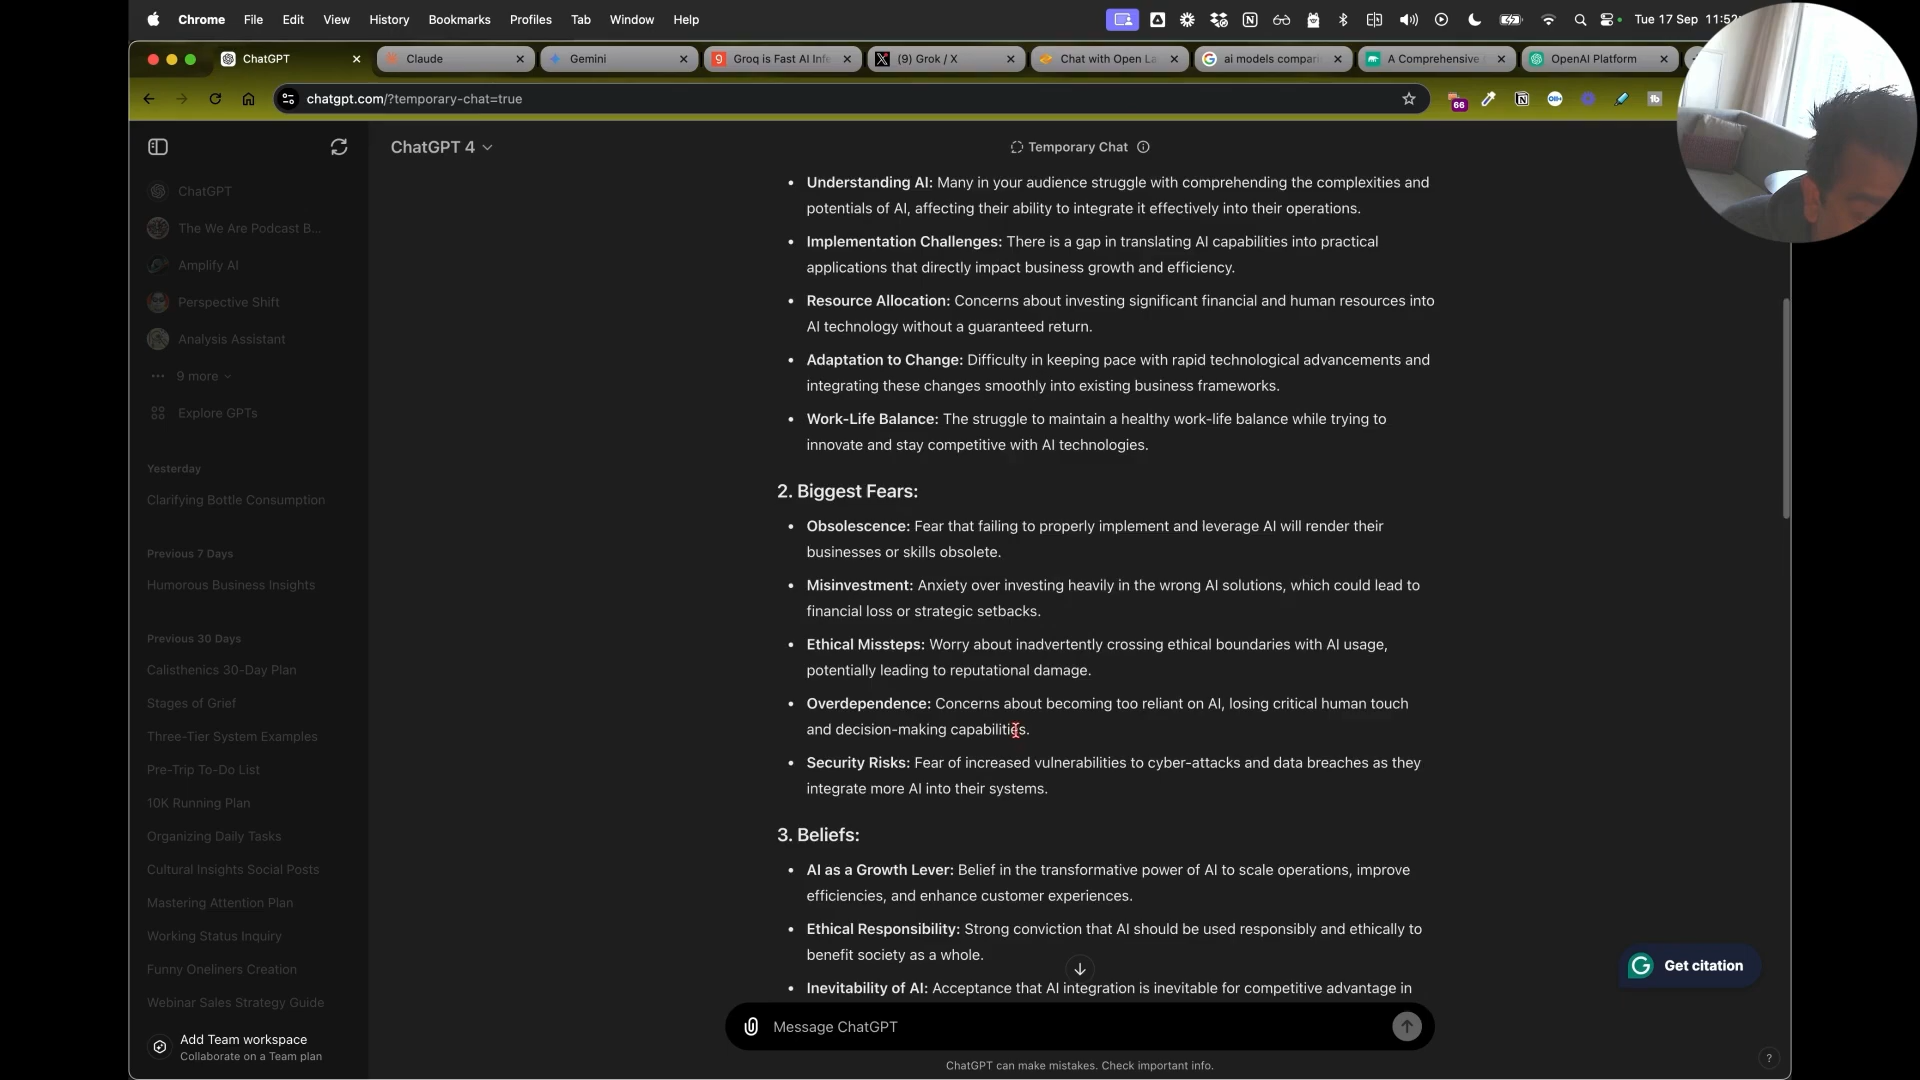 Chrome File Edit View History Bookmarks Profiles Tab Window Help Tue 17 Sep 11:52
ChatGPT Claude Gemini Groq is Fast AI Infe (9) Grok / X Chat with Open La ai models compari A Comprehensive OpenAI Platform
chatgpt.com/?temporary-chat=true
66
ChatGPT 4
Temporary Chat
ChatGPT
The We Are Podcast B...
Amplify AI
Perspective Shift
Analysis Assistant
9 more
Explore GPTs
Yesterday
Clarifying Bottle Consumption
Previous 7 Days
Humorous Business Insights
Previous 30 Days
Calisthenics 30-Day Plan
Stages of Grief
Three-Tier System Examples
Pre-Trip To-Do List
10K Running Plan
Organizing Daily Tasks
Cultural Insights Social Posts
Mastering Attention Plan
Working Status Inquiry
Funny Oneliners Creation
Webinar Sales Strategy Guide
Add Team workspace
Collaborate on a Team plan
• Understanding AI: Many in your audience struggle with comprehending the complexities and
potentials of AI, affecting their ability to integrate it effectively into their operations.
• Implementation Challenges: There is a gap in translating AI capabilities into practical
applications that directly impact business growth and efficiency.
• Resource Allocation: Concerns about investing significant financial and human resources into
AI technology without a guaranteed return.
• Adaptation to Change: Difficulty in keeping pace with rapid technological advancements and
integrating these changes smoothly into existing business frameworks.
• Work-Life Balance: The struggle to maintain a healthy work-life balance while trying to
innovate and stay competitive with AI technologies.
2. Biggest Fears:
• Obsolescence: Fear that failing to properly implement and leverage AI will render their
businesses or skills obsolete.
• Misinvestment: Anxiety over investing heavily in the wrong AI solutions, which could lead to
financial loss or strategic setbacks.
• Ethical Missteps: Worry about inadvertently crossing ethical boundaries with AI usage,
potentially leading to reputational damage.
• Overdependence: Concerns about becoming too reliant on AI, losing critical human touch
and decision-making capabilities.
• Security Risks: Fear of increased vulnerabilities to cyber-attacks and data breaches as they
integrate more AI into their systems.
3. Beliefs:
• AI as a Growth Lever: Belief in the transformative power of AI to scale operations, improve
efficiencies, and enhance customer experiences.
• Ethical Responsibility: Strong conviction that AI should be used responsibly and ethically to
benefit society as a whole.
• Inevitability of AI: Acceptance that AI integration is inevitable for competitive advantage in
Get citation
Message ChatGPT
ChatGPT can make mistakes. Check important info.
?